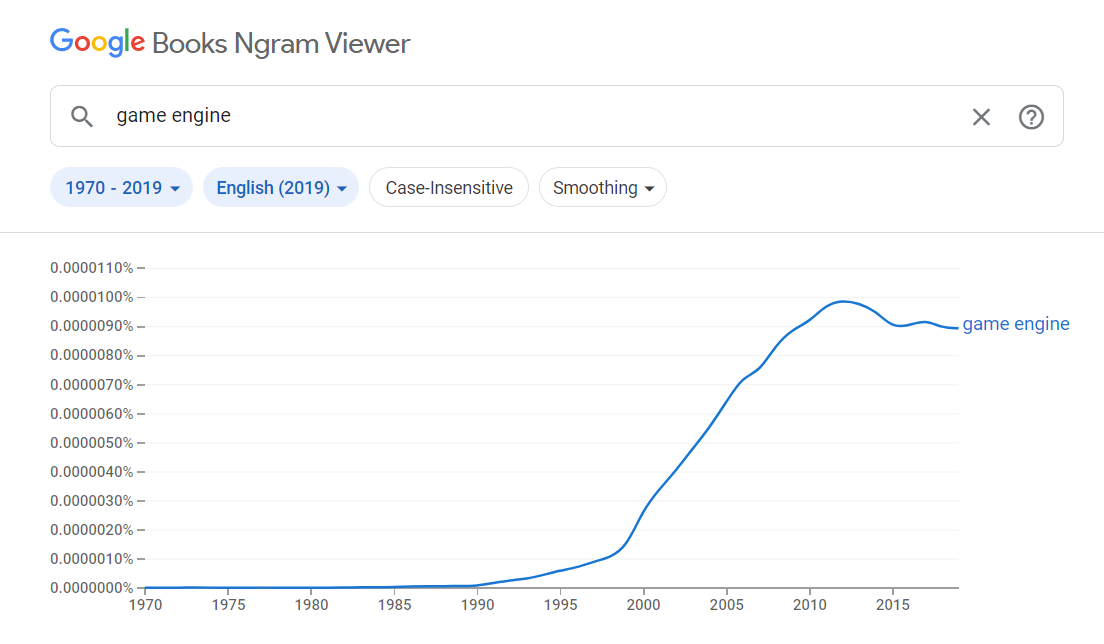 Google Books Ngram Viewer
game engine
1970 - 2019 English (2019) Case-Insensitive Smoothing
0.0000110%
0.0000100%
0.0000090%
game engine
0.0000080%
0.0000070%
0.0000060%
0.0000050%
0.0000040%
0.0000030%
0.0000020%
0.0000010%
0.0000000%
1970 1975 1980 1985 1990 1995 2000 2005 2010 2015